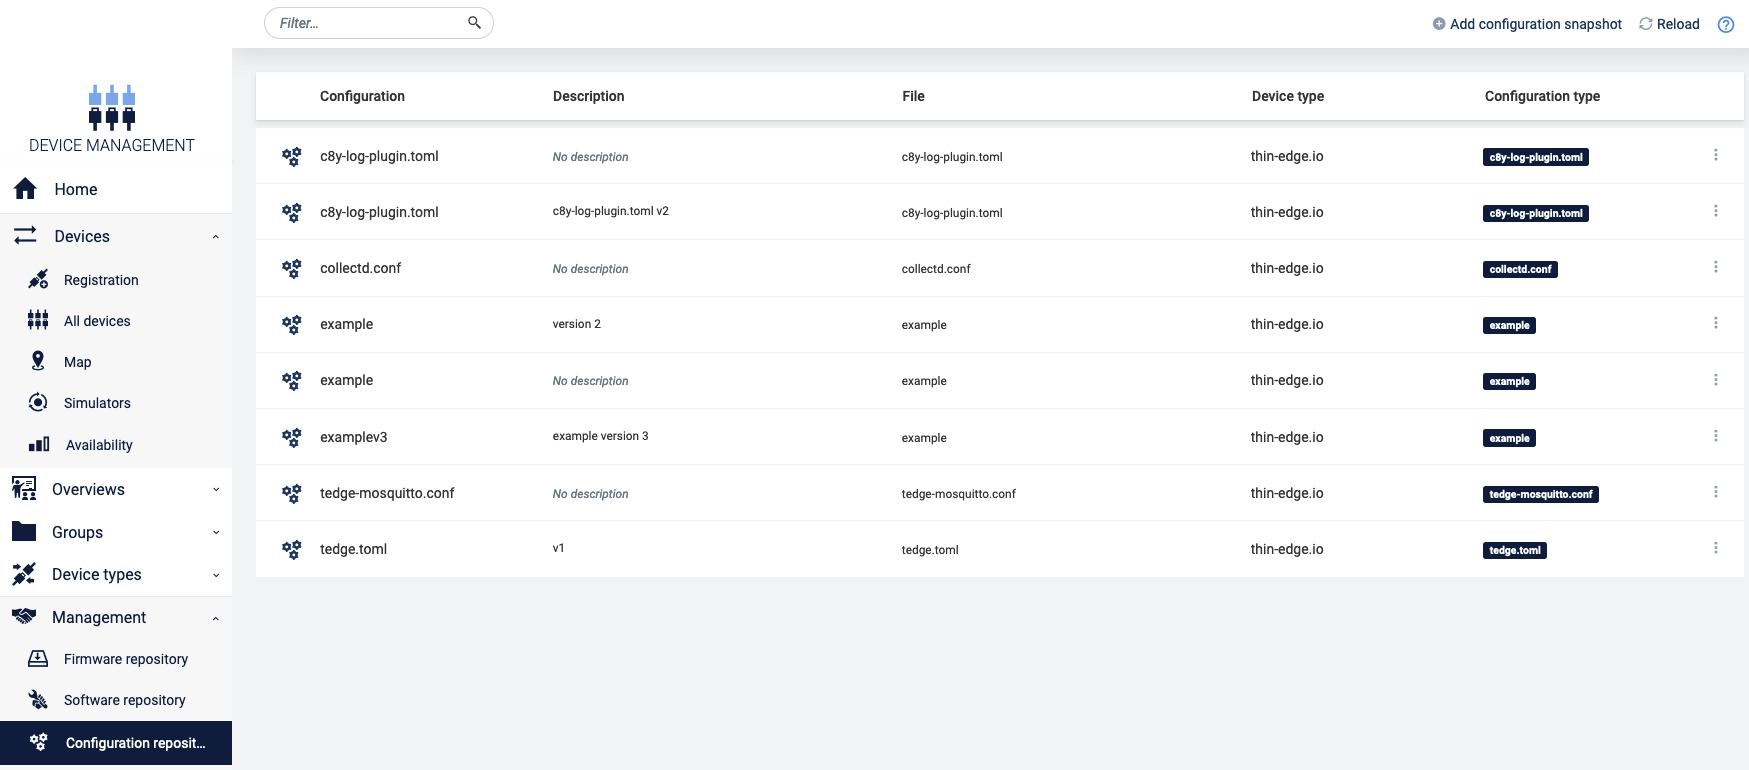 Filter...
Add configuration snapshot Reload
DEVICE MANAGEMENT
Home
Devices
Registration
All devices
Map
Simulators
Availability
Overviews
Groups
Device types
Management
Firmware repository
Software repository
Configuration reposit...
Configuration Description File Device type Configuration type
c8y-log-plugin.toml No description c8y-log-plugin.toml thin-edge.io c8y-log-plugin.toml
c8y-log-plugin.toml c8y-log-plugin.toml v2 c8y-log-plugin.toml thin-edge.io c8y-log-plugin.toml
collectd.conf No description collectd.conf thin-edge.io collectd.conf
example version 2 example thin-edge.io example
example No description example thin-edge.io example
examplev3 example version 3 example thin-edge.io example
tedge-mosquitto.conf No description tedge-mosquitto.conf thin-edge.io tedge-mosquitto.conf
tedge.toml v1 tedge.toml thin-edge.io tedge.toml